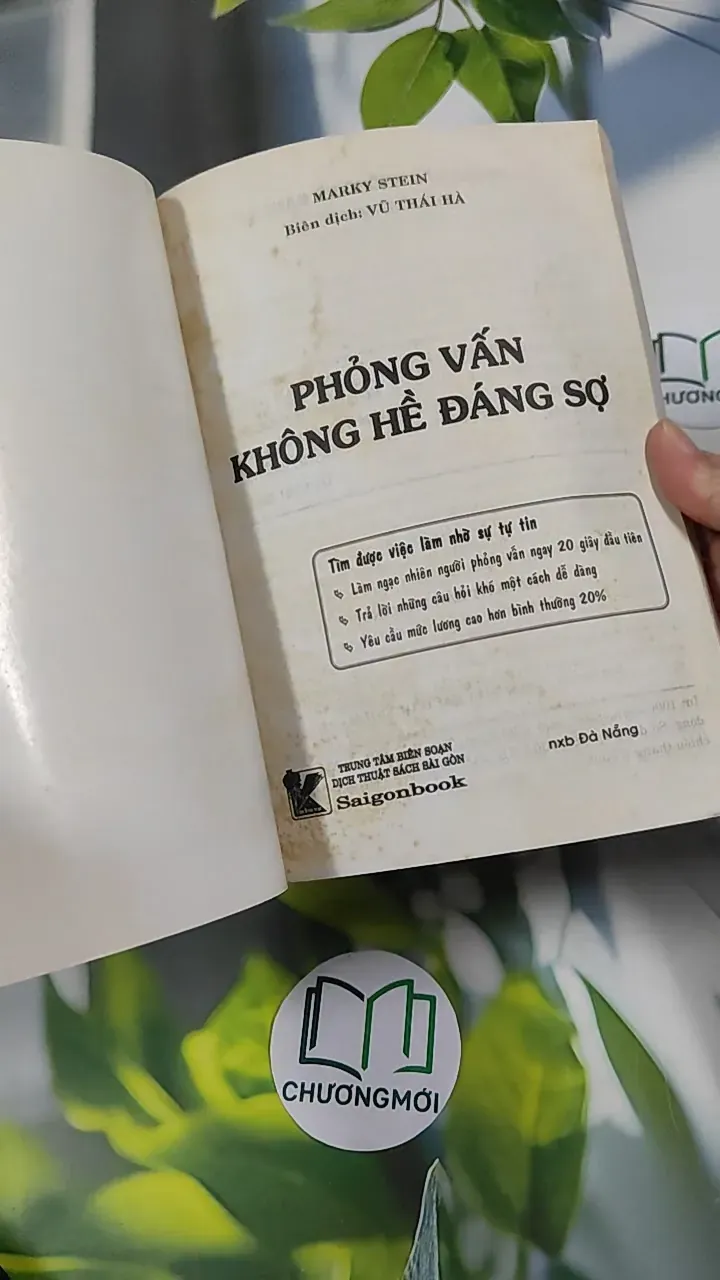 MARKY STEIN
Biên dịch: VŨ THÁI HÀ
PHỎNG VẤN
KHÔNG HỀ ĐÁNG SỢ
Tìm được việc làm nhờ sự tự tin
Làm ngạc nhiên người phỏng vấn ngay 20 giây đầu tiên
Trả lời những câu hỏi khó một cách dễ dàng
Yêu cầu mức lương cao hơn bình thường 20%
TRUNG TÂM BIÊN SOẠN
DỊCH THUẬT SÁCH SÀI GÒN
Saigonbook
nxb Đà Nẵng
CHƯƠNGMỚI